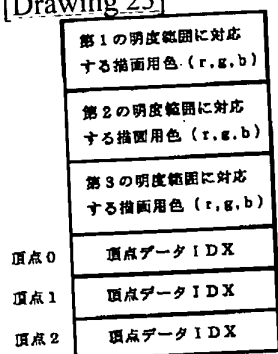 [Drawing 23]
第1の明度範囲に対応
する描画用色(r,g,b)
第2の明度範囲に対応
する描画用色(r,g,b)
第3の明度範囲に対応
する描画用色(r,g,b)
頂点0 頂点データIDX
頂点1 頂点データIDX
頂点2 頂点データIDX